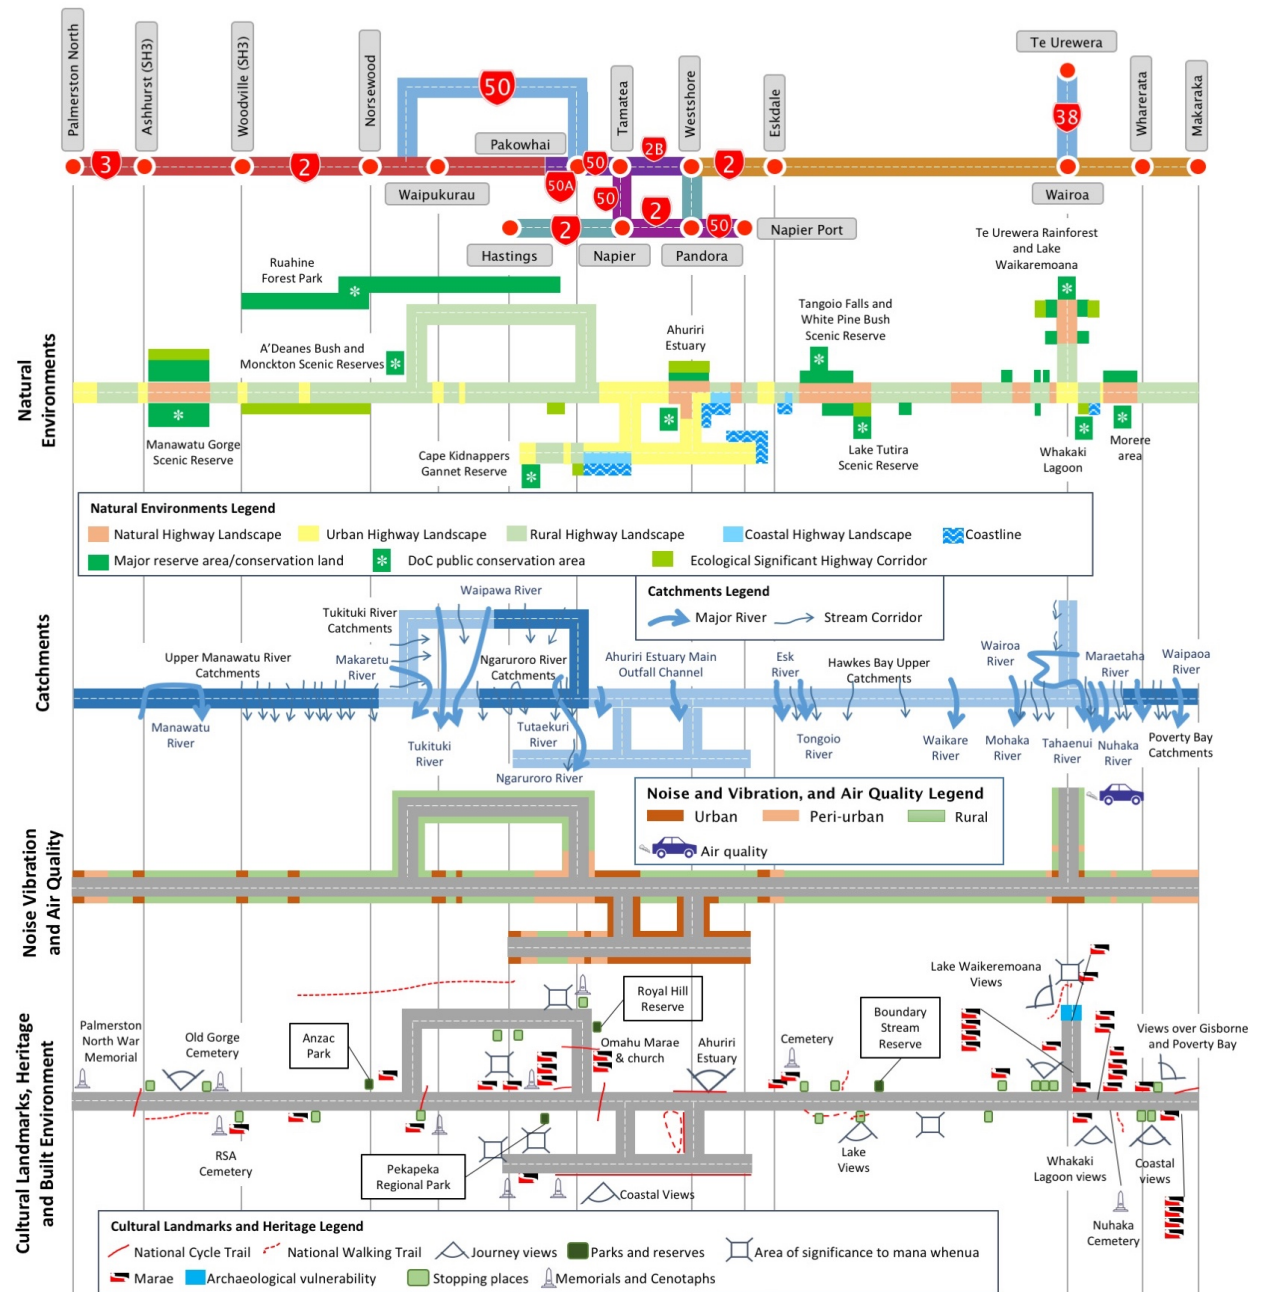 Palmerston North
Ashhurst (SH3)
Woodville (SH3)
Norsewood
Pakowhai
Tamatea
Westshore
Eskdale
Te Urewera
Wharerata
Makaraka
50
38
3
2
50
2B
2
50A
50
2
2
50
Waipukurau
Wairoa
Hastings
Napier
Pandora
Napier Port
Natural
Environments
Ruahine
Forest Park
A'Deanes Bush and
Monckton Scenic Reserves
Ahuriri
Estuary
Tangoio Falls and
White Pine Bush
Scenic Reserve
Te Urewera Rainforest
and Lake
Waikaremoana
Manawatu Gorge
Scenic Reserve
Cape Kidnappers
Gannet Reserve
Lake Tutira
Scenic Reserve
Whakaki
Lagoon
Morere
area
Natural Environments Legend
Natural Highway Landscape
Urban Highway Landscape
Rural Highway Landscape
Coastal Highway Landscape
Coastline
Major reserve area/conservation land
DoC public conservation area
Ecological Significant Highway Corridor
Catchments
Catchments Legend
Major River
Stream Corridor
Waipawa River
Tukituki River
Catchments
Upper Manawatu River
Catchments
Makaretu
River
Ngaruroro River
Catchments
Ahuriri Estuary Main
Outfall Channel
Esk
River
Hawkes Bay Upper
Catchments
Wairoa
River
Maraetaha
River
Waipaoa
River
Manawatu
River
Tukituki
River
Tutaekuri
River
Ngaruroro River
Tongoio
River
Waikare
River
Mohaka
River
Tahaenui
River
Nuhaka
River
Poverty Bay
Catchments
Noise Vibration
and Air Quality
Noise and Vibration, and Air Quality Legend
Urban
Peri-urban
Rural
Air quality
Cultural Landmarks, Heritage
and Built Environment
Palmerston
North War
Memorial
Old Gorge
Cemetery
Anzac
Park
Royal Hill
Reserve
Omahu Marae
& church
Ahuriri
Estuary
Cemetery
Boundary
Stream
Reserve
Lake Waikeremoana
Views
Views over Gisborne
and Poverty Bay
RSA
Cemetery
Pekapeka
Regional Park
Coastal Views
Lake
Views
Whakaki
Lagoon views
Coastal
views
Nuhaka
Cemetery
Cultural Landmarks and Heritage Legend
National Cycle Trail
National Walking Trail
Journey views
Parks and reserves
Area of significance to mana whenua
Marae
Archaeological vulnerability
Stopping places
Memorials and Cenotaphs